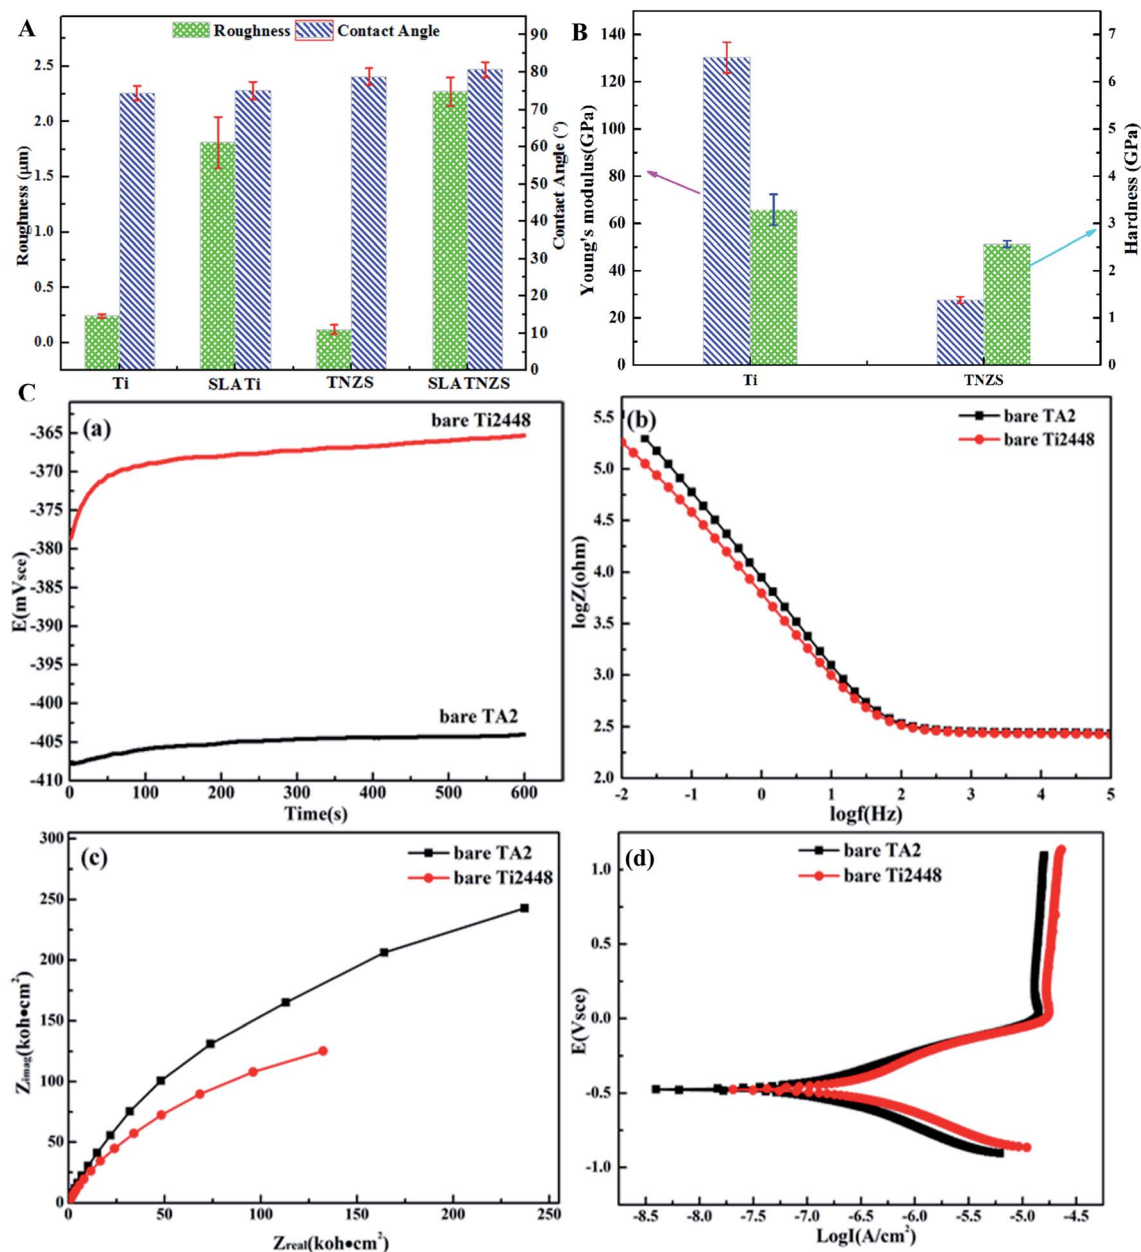 A
Roughness Contact Angle
Roughness (μm)
2.5
2.0
1.5
1.0
0.5
0.0
90
80
70
60
50
40
30
20
10
0
Contact Angle (°)
Ti SLATi TNZS SLATNZS
B
Young's modulus(GPa)
140
120
100
80
60
40
20
0
7
6
5
4
3
2
1
0
Hardness (GPa)
Ti TNZS
C
(a)
bare Ti2448
bare TA2
E(mVsce)
-365
-370
-375
-380
-385
-390
-395
-400
-405
-410
0 100 200 300 400 500 600
Time(s)
(b)
bare TA2
bare Ti2448
logZ(ohm)
5.5
5.0
4.5
4.0
3.5
3.0
2.5
2.0
-2 -1 0 1 2 3 4 5
logf(Hz)
(c)
bare TA2
bare Ti2448
Zimag(koh•cm²)
300
250
200
150
100
50
0
0 50 100 150 200 250
Zreal(koh•cm²)
(d)
bare TA2
bare Ti2448
E(Vsce)
1.0
0.5
0.0
-0.5
-1.0
-8.5 -8.0 -7.5 -7.0 -6.5 -6.0 -5.5 -5.0 -4.5
LogI(A/cm²)